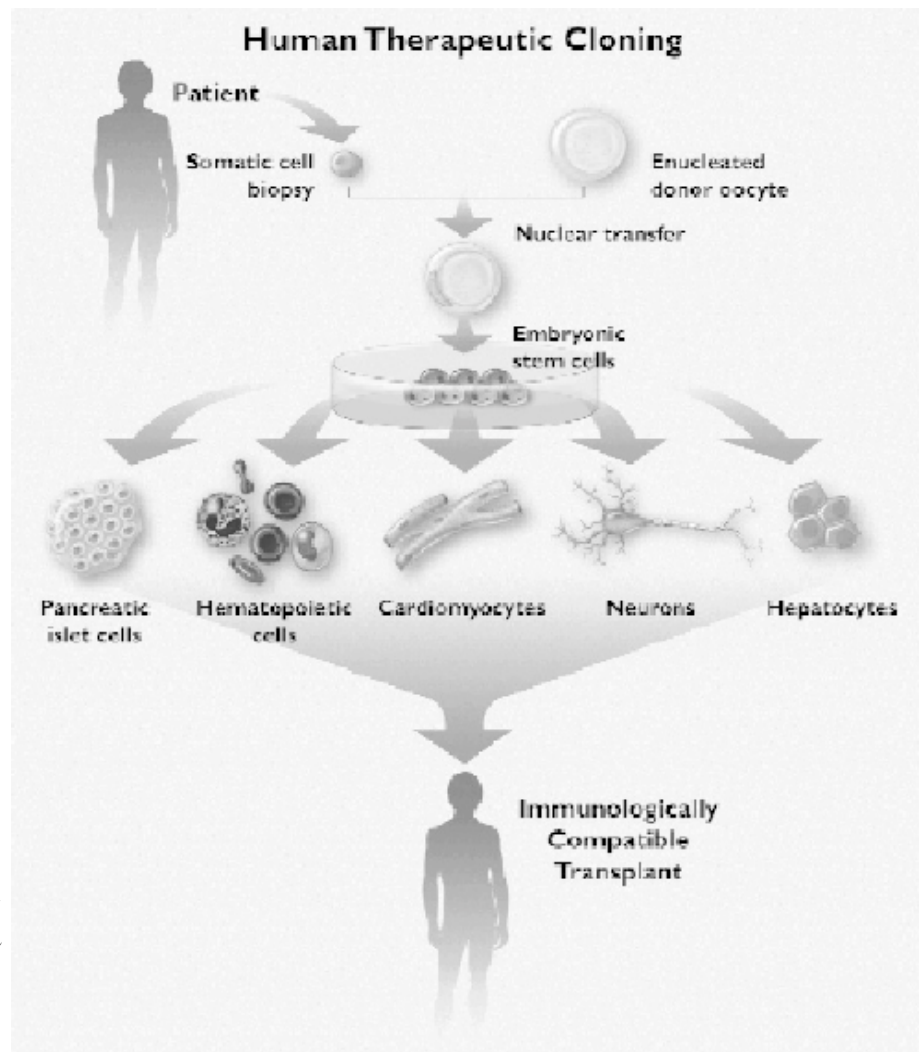 Human Therapeutic Cloning
Patient
Somatic cell
biopsy
Enucleated
donor oocyte
Nuclear transfer
Embryonic
stem cells
Pancreatic
islet cells
Hematopoietic
cells
Cardiomyocytes
Neurons
Hepatocytes
Immunologically
Compatible
Transplant